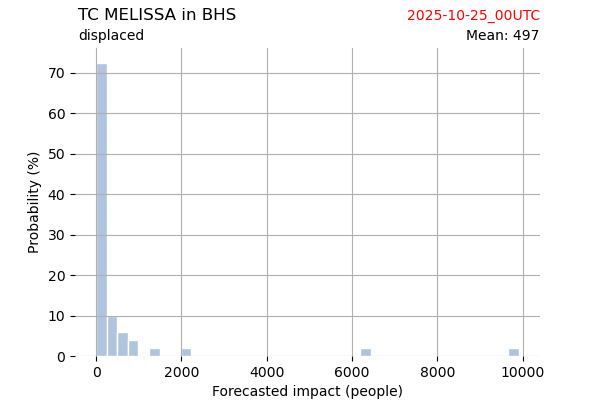 TC MELISSA in BHS
2025-10-25_00UTC
displaced
Mean: 497
Probability (%)
70
60
50
40
30
20
10
0
0 2000 4000 6000 8000 10000
Forecasted impact (people)